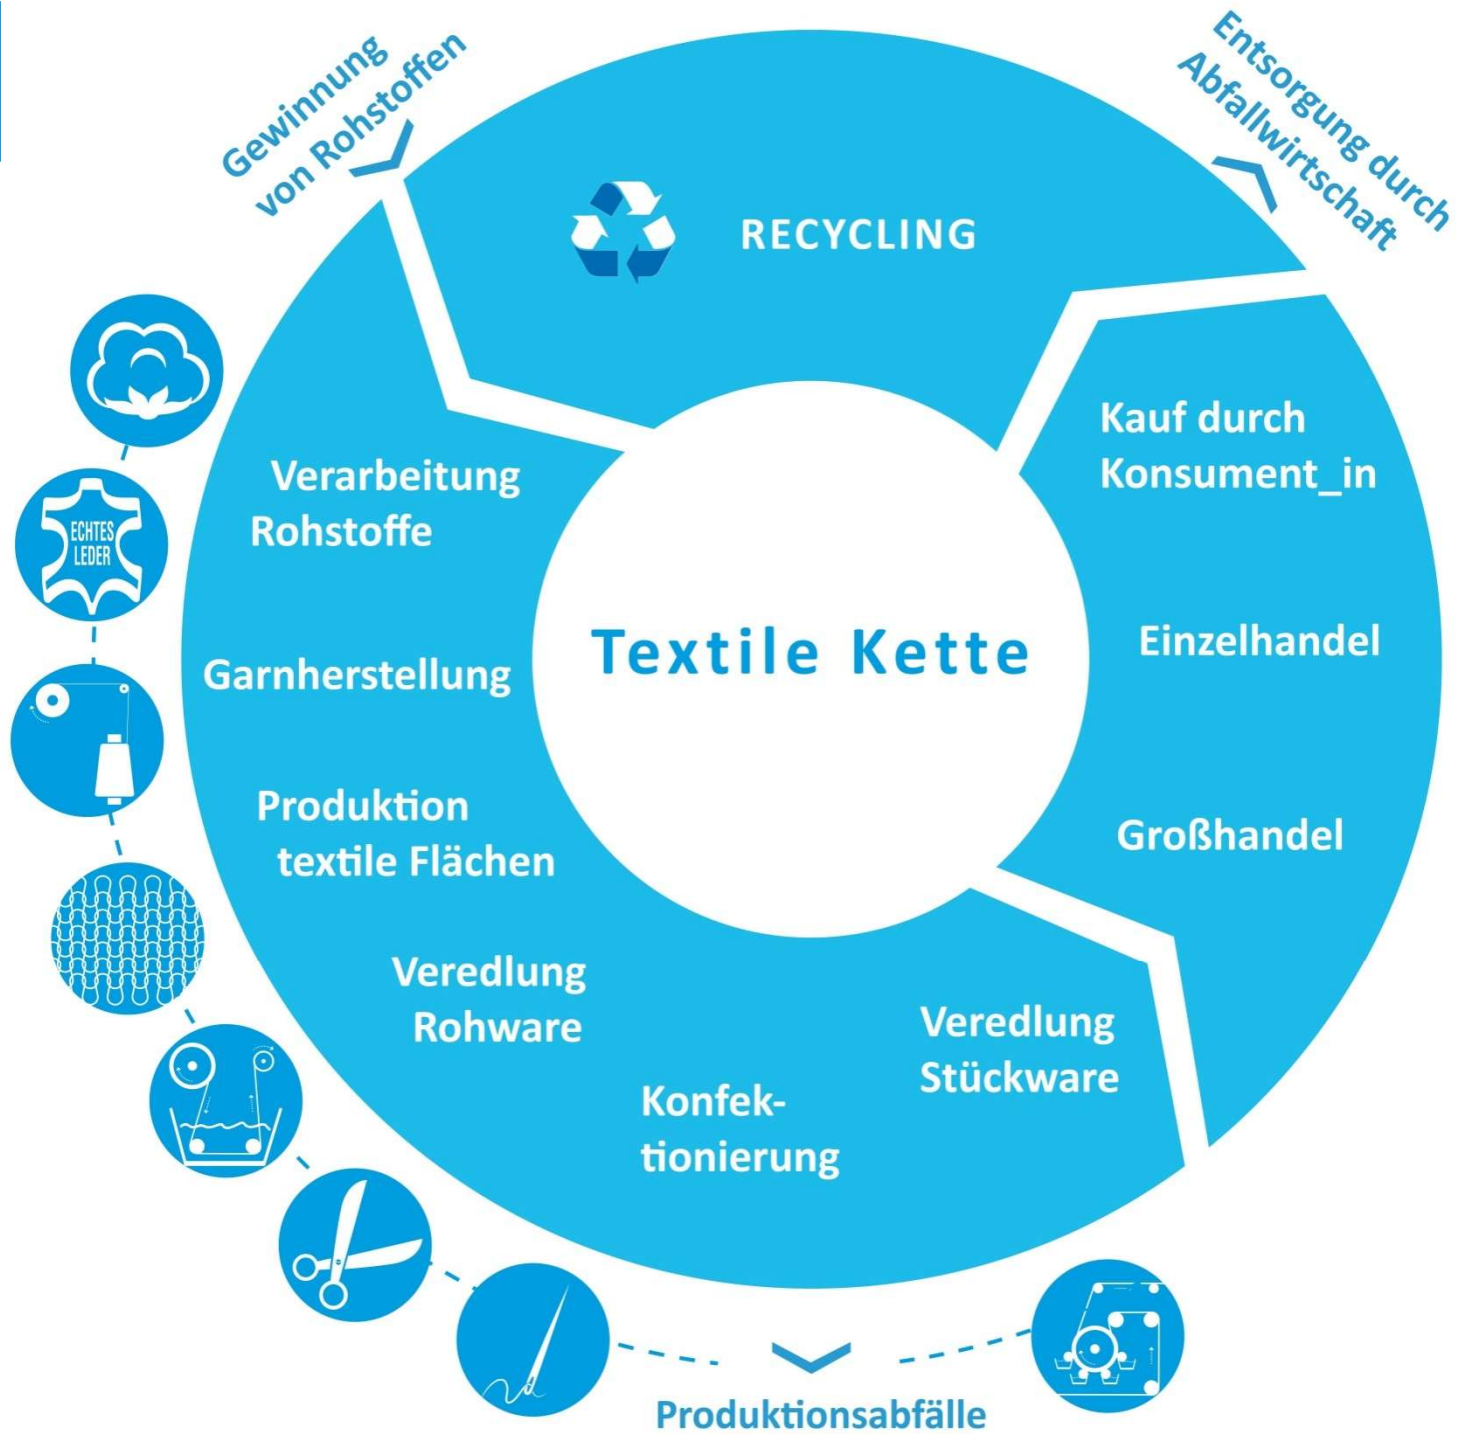 Gewinnung
von Rohstoffen
Entsorgung durch
Abfallwirtschaft
RECYCLING
Kauf durch
Konsument_in
Einzelhandel
Großhandel
Verarbeitung
Rohstoffe
ECHTES
LEDER
Garnherstellung
Textile Kette
Produktion
textile Flächen
Veredlung
Rohware
Konfek-
tionierung
Veredlung
Stückware
Produktionsabfälle